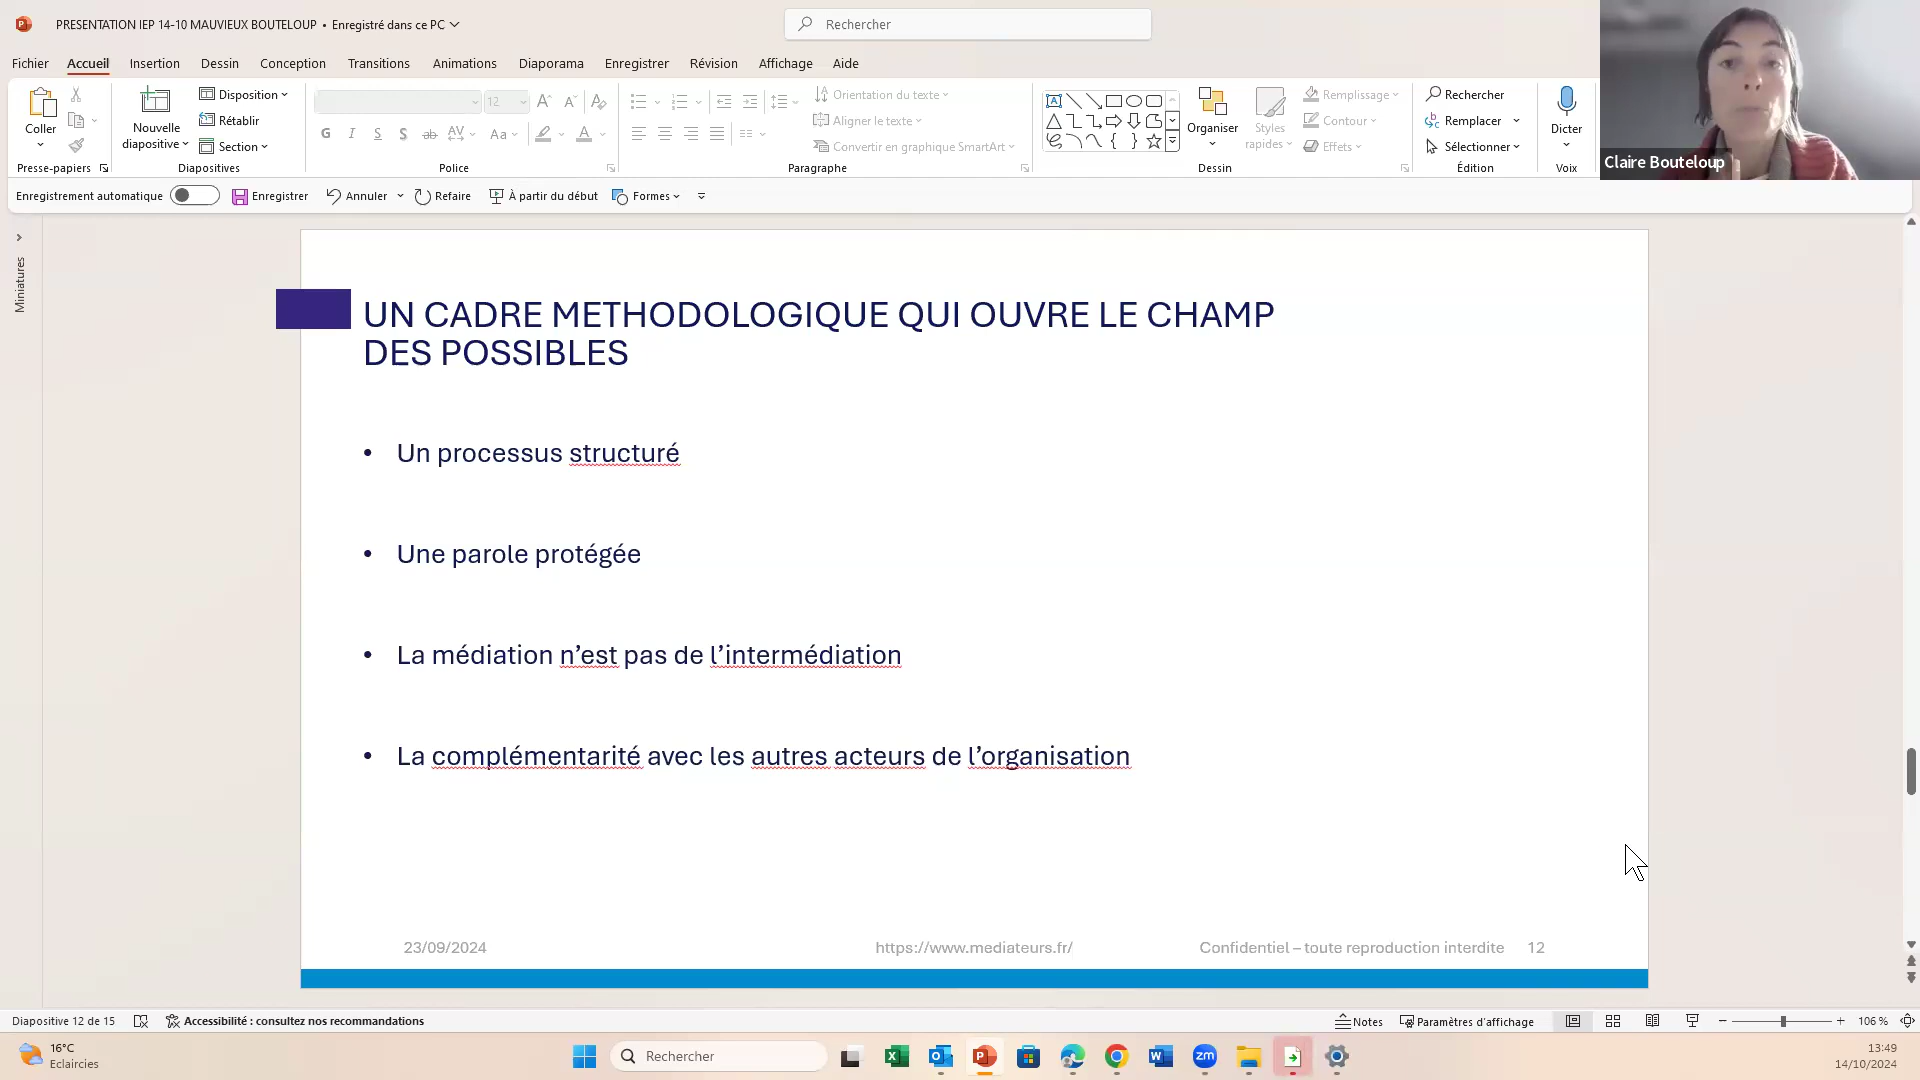 PRESENTATION IEP 14-10 MAUVIEUX BOUTELOUP • Enregistré dans ce PC
Rechercher
Fichier Accueil Insertion Dessin Conception Transitions Animations Diaporama Enregistrer Révision Affichage Aide
Coller
Presse-papiers
Nouvelle
diapositive
Disposition
Rétablir
Section
Diapositives
12
G I S S ab AV Aa A
Police
Orientation du texte
Aligner le texte
Convertir en graphique SmartArt
Paragraphe
Organiser
Styles
rapides
Remplissage
Contour
Effets
Dessin
Rechercher
Remplacer
Sélectionner
Édition
Dicter
Voix
Claire Bouteloup
Enregistrement automatique Enregistrer Annuler Refaire À partir du début Formes
Miniatures
UN CADRE METHODOLOGIQUE QUI OUVRE LE CHAMP
DES POSSIBLES
• Un processus structuré
• Une parole protégée
• La médiation n’est pas de l’intermédiation
• La complémentarité avec les autres acteurs de l’organisation
23/09/2024 https://www.mediateurs.fr/ Confidentiel – toute reproduction interdite 12
Diapositive 12 de 15 Accessibilité : consultez nos recommandations Notes Paramètres d'affichage 106 %
16°C
Eclaircies
Rechercher
zm
13:49
14/10/2024